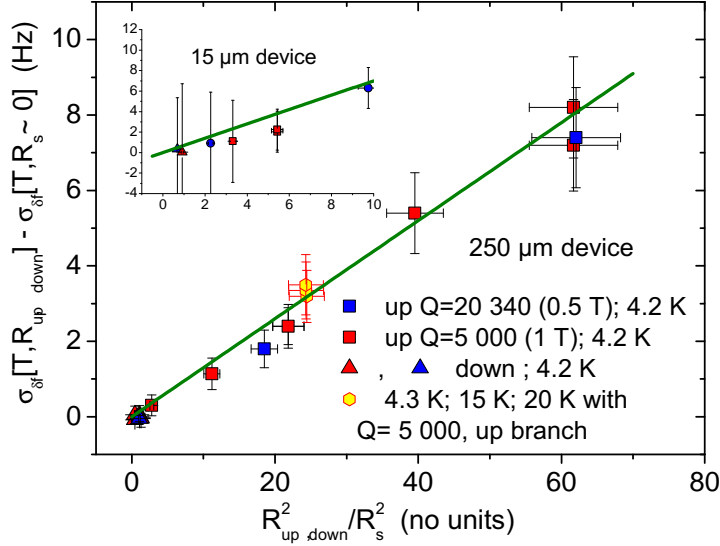 σδf[T,Rup down] - σδf[T,Rs ~ 0] (Hz)
10
8
6
4
2
0
0 20 40 60 80
R²up ,down/R²s (no units)
12
10
8
6
4
2
0
-2
-4
0 2 4 6 8 10
15 µm device
250 µm device
up Q=20 340 (0.5 T); 4.2 K
up Q=5 000 (1 T); 4.2 K
, down ; 4.2 K
4.3 K; 15 K; 20 K with
Q= 5 000, up branch